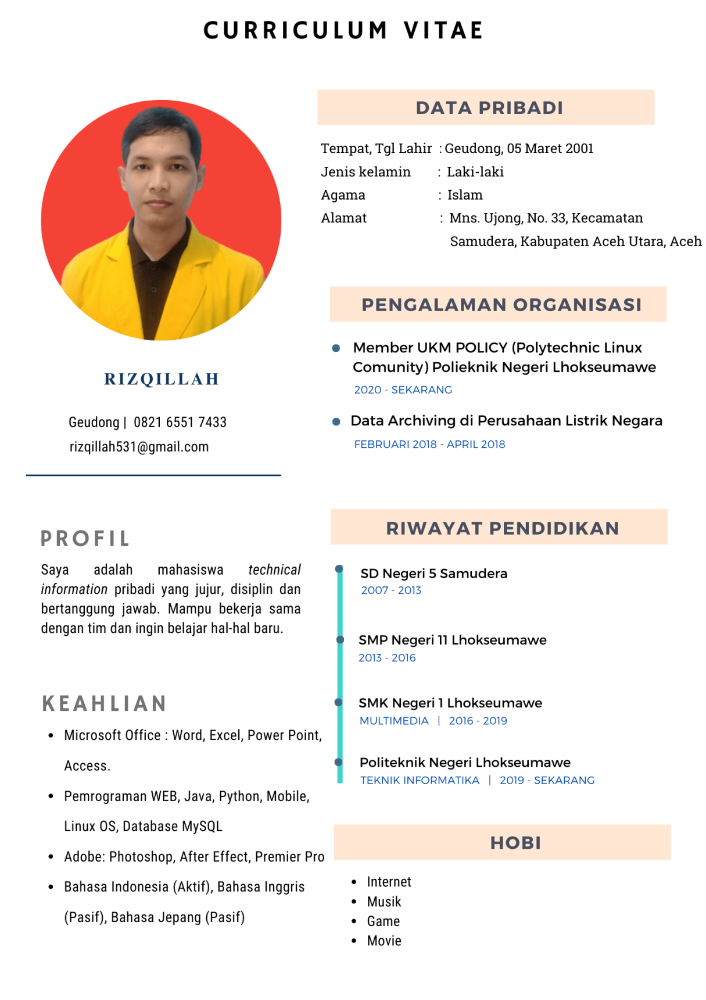 CURRICULUM VITAE
RIZQILLAH
Geudong | 0821 6551 7433
rizqillah531@gmail.com
PROFIL
Saya adalah mahasiswa technical
information pribadi yang jujur, disiplin dan
bertanggung jawab. Mampu bekerja sama
dengan tim dan ingin belajar hal-hal baru.
KEAHLIAN
• Microsoft Office : Word, Excel, Power Point,
Access.
• Pemrograman WEB, Java, Python, Mobile,
Linux OS, Database MySQL
• Adobe: Photoshop, After Effect, Premier Pro
• Bahasa Indonesia (Aktif), Bahasa Inggris
(Pasif), Bahasa Jepang (Pasif)
DATA PRIBADI
Tempat, Tgl Lahir : Geudong, 05 Maret 2001
Jenis kelamin : Laki-laki
Agama : Islam
Alamat : Mns. Ujong, No. 33, Kecamatan
Samudera, Kabupaten Aceh Utara, Aceh
PENGALAMAN ORGANISASI
• Member UKM POLICY (Polytechnic Linux
Comunity) Polieknik Negeri Lhokseumawe
2020 - SEKARANG
• Data Archiving di Perusahaan Listrik Negara
FEBRUARI 2018 - APRIL 2018
RIWAYAT PENDIDIKAN
SD Negeri 5 Samudera
2007 - 2013
SMP Negeri 11 Lhokseumawe
2013 - 2016
SMK Negeri 1 Lhokseumawe
MULTIMEDIA | 2016 - 2019
Politeknik Negeri Lhokseumawe
TEKNIK INFORMATIKA | 2019 - SEKARANG
HOBI
• Internet
• Musik
• Game
• Movie